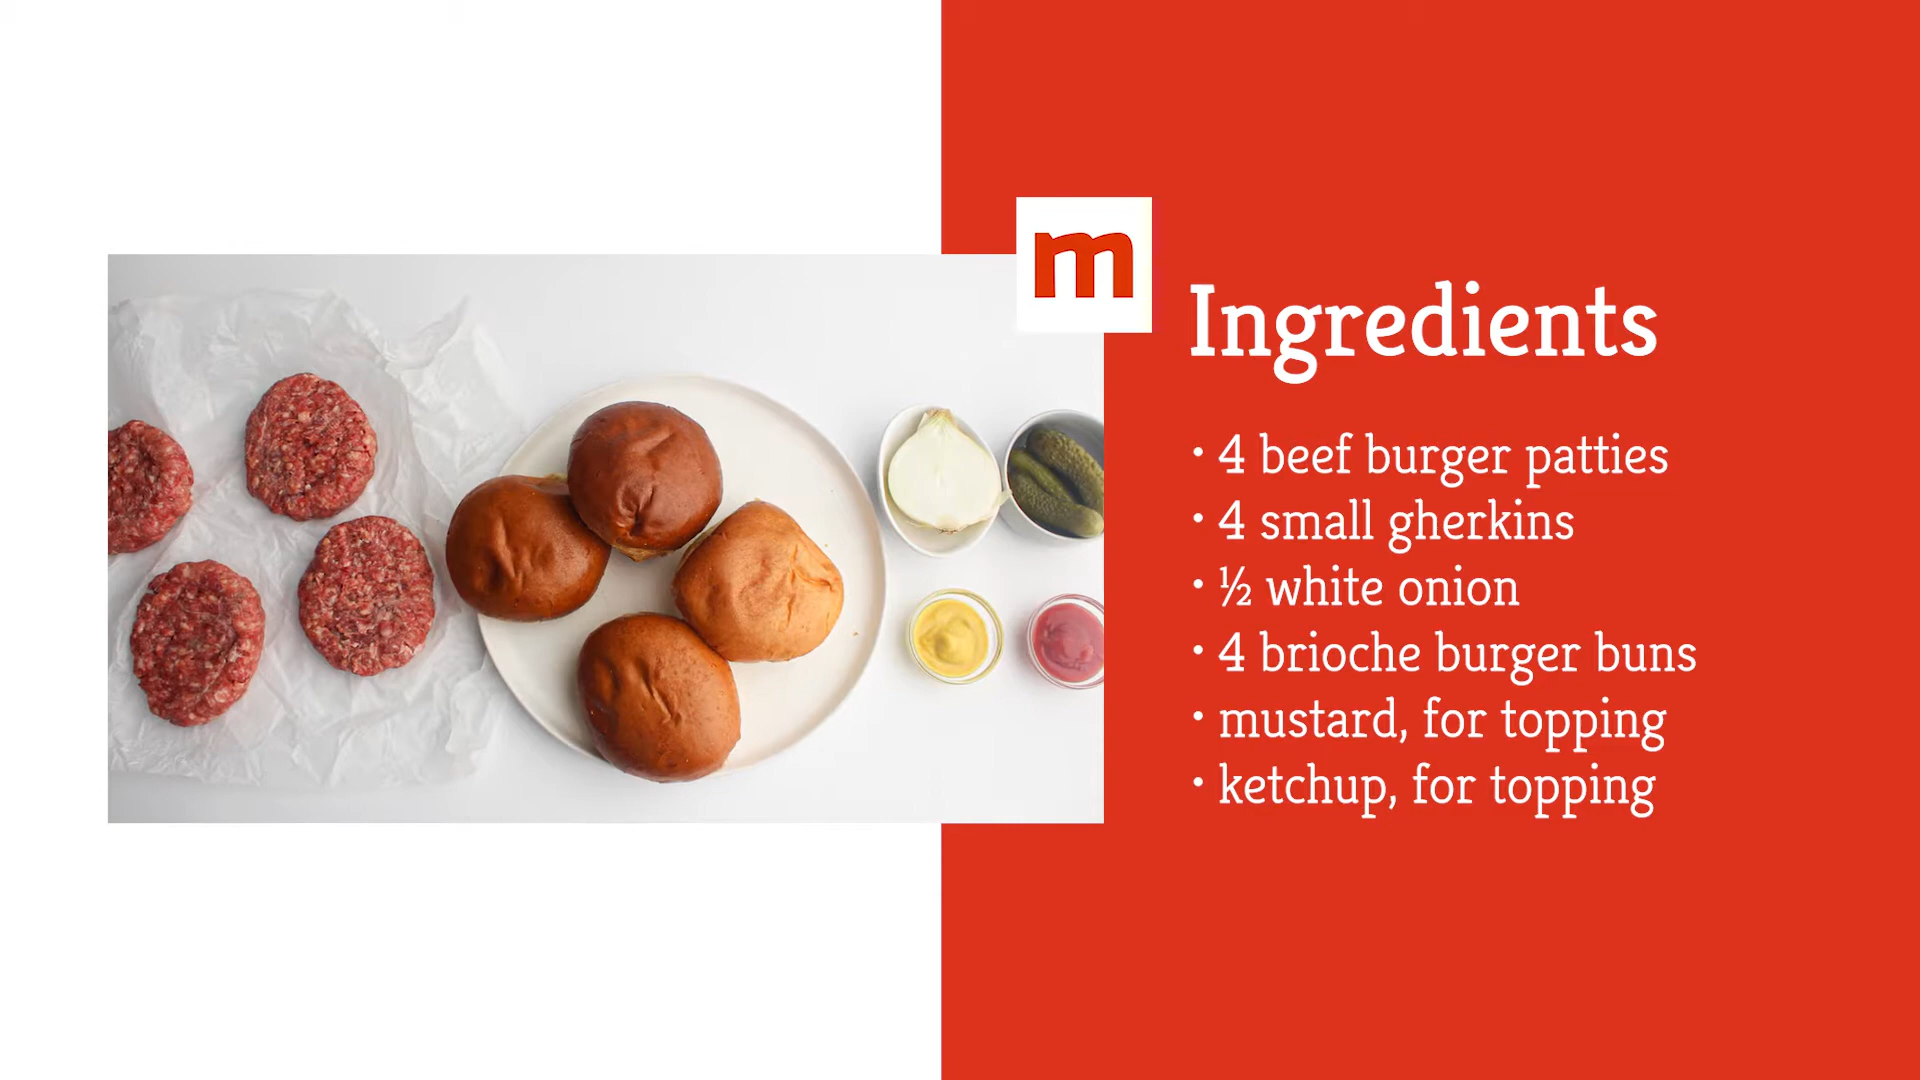 m
Ingredients
· 4 beef burger patties
· 4 small gherkins
· ½ white onion
· 4 brioche burger buns
· mustard, for topping
· ketchup, for topping